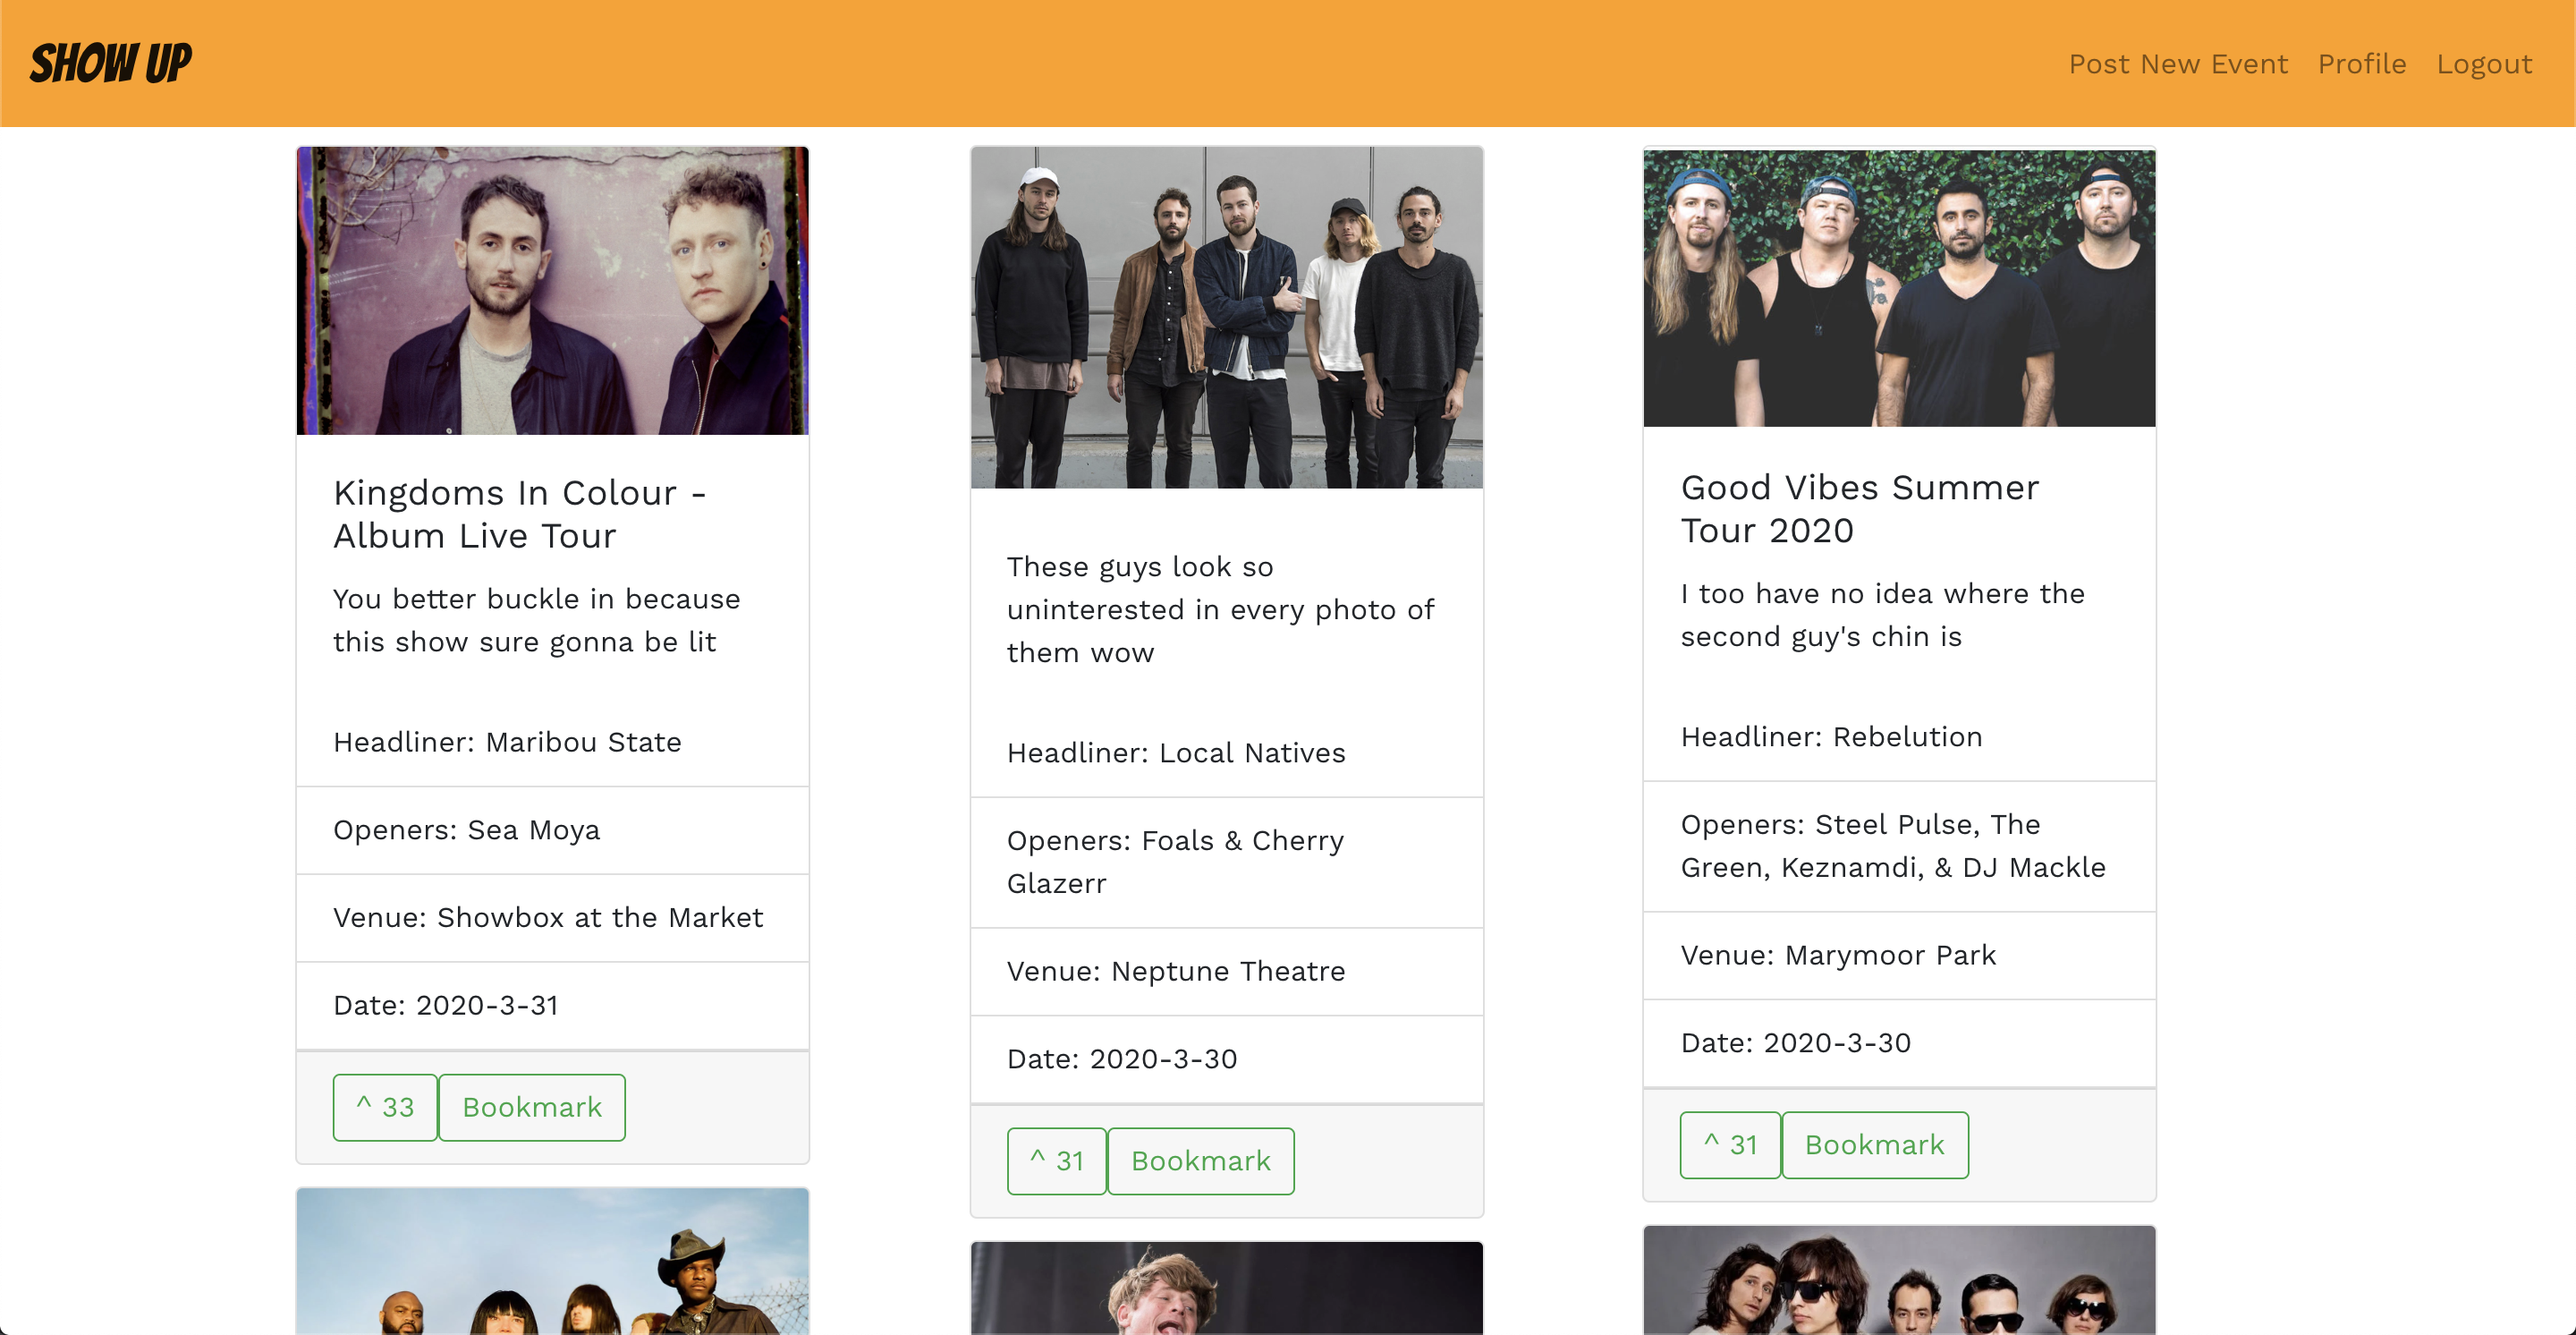 SHOW UP
Post New Event
Profile
Logout
Kingdoms In Colour -
Album Live Tour
You better buckle in because
this show sure gonna be lit
Headliner: Maribou State
Openers: Sea Moya
Venue: Showbox at the Market
Date: 2020-3-31
^ 33
Bookmark
These guys look so
uninterested in every photo of
them wow
Headliner: Local Natives
Openers: Foals & Cherry
Glazerr
Venue: Neptune Theatre
Date: 2020-3-30
^ 31
Bookmark
Good Vibes Summer
Tour 2020
I too have no idea where the
second guy's chin is
Headliner: Rebelution
Openers: Steel Pulse, The
Green, Keznamdi, & DJ Mackle
Venue: Marymoor Park
Date: 2020-3-30
^ 31
Bookmark